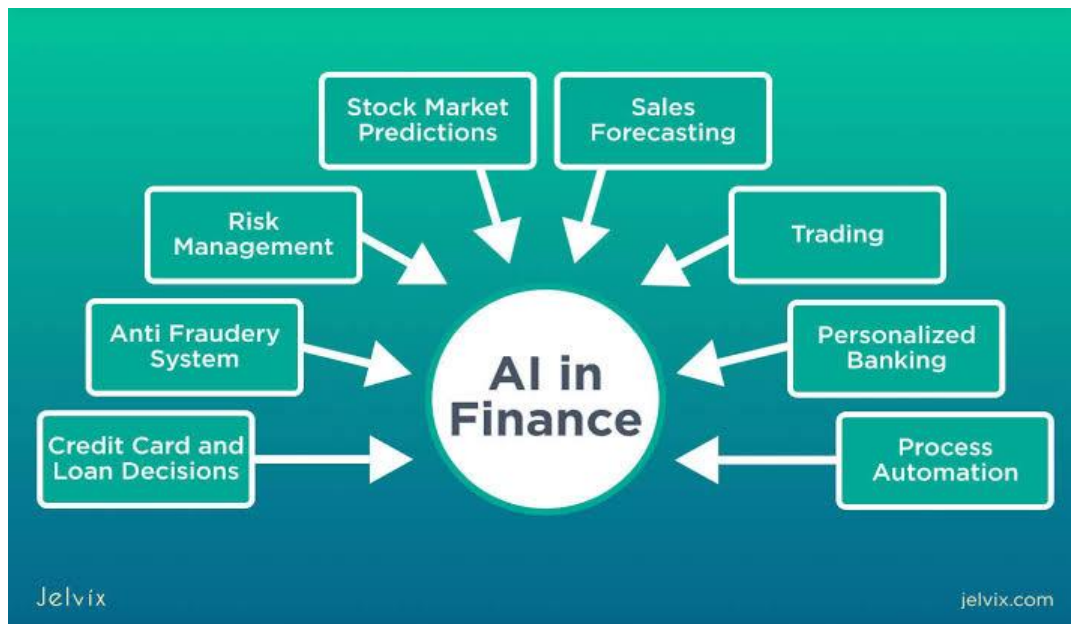 Stock Market
Predictions
Sales
Forecasting
Risk
Management
Trading
Anti Fraudery
System
Personalized
Banking
AI in
Finance
Credit Card and
Loan Decisions
Process
Automation
Jelvix
jelvix.com